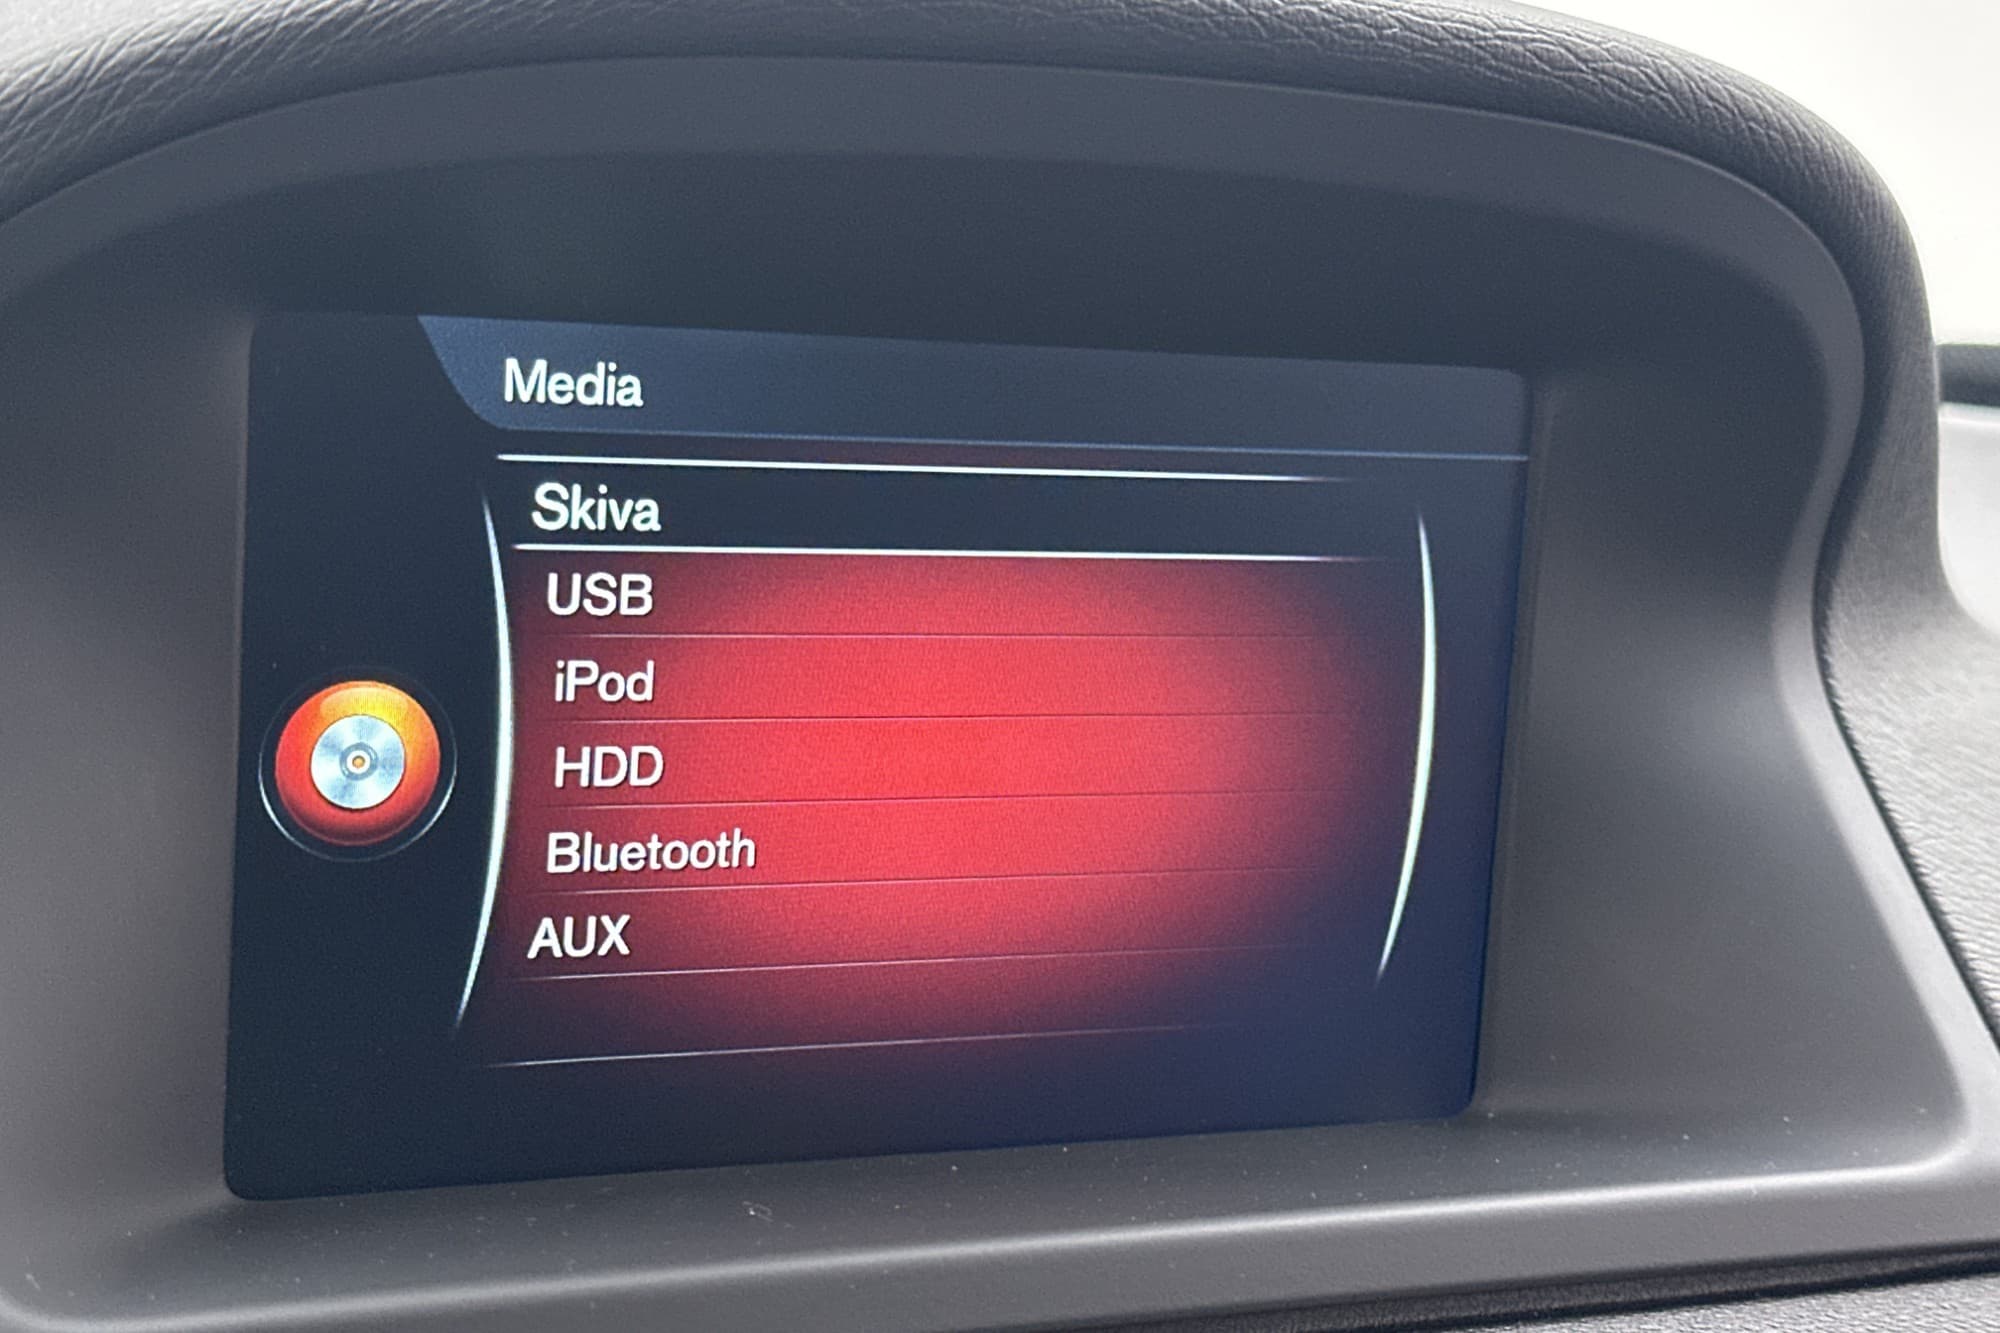 Media
Skiva
USB
iPod
HDD
Bluetooth
AUX